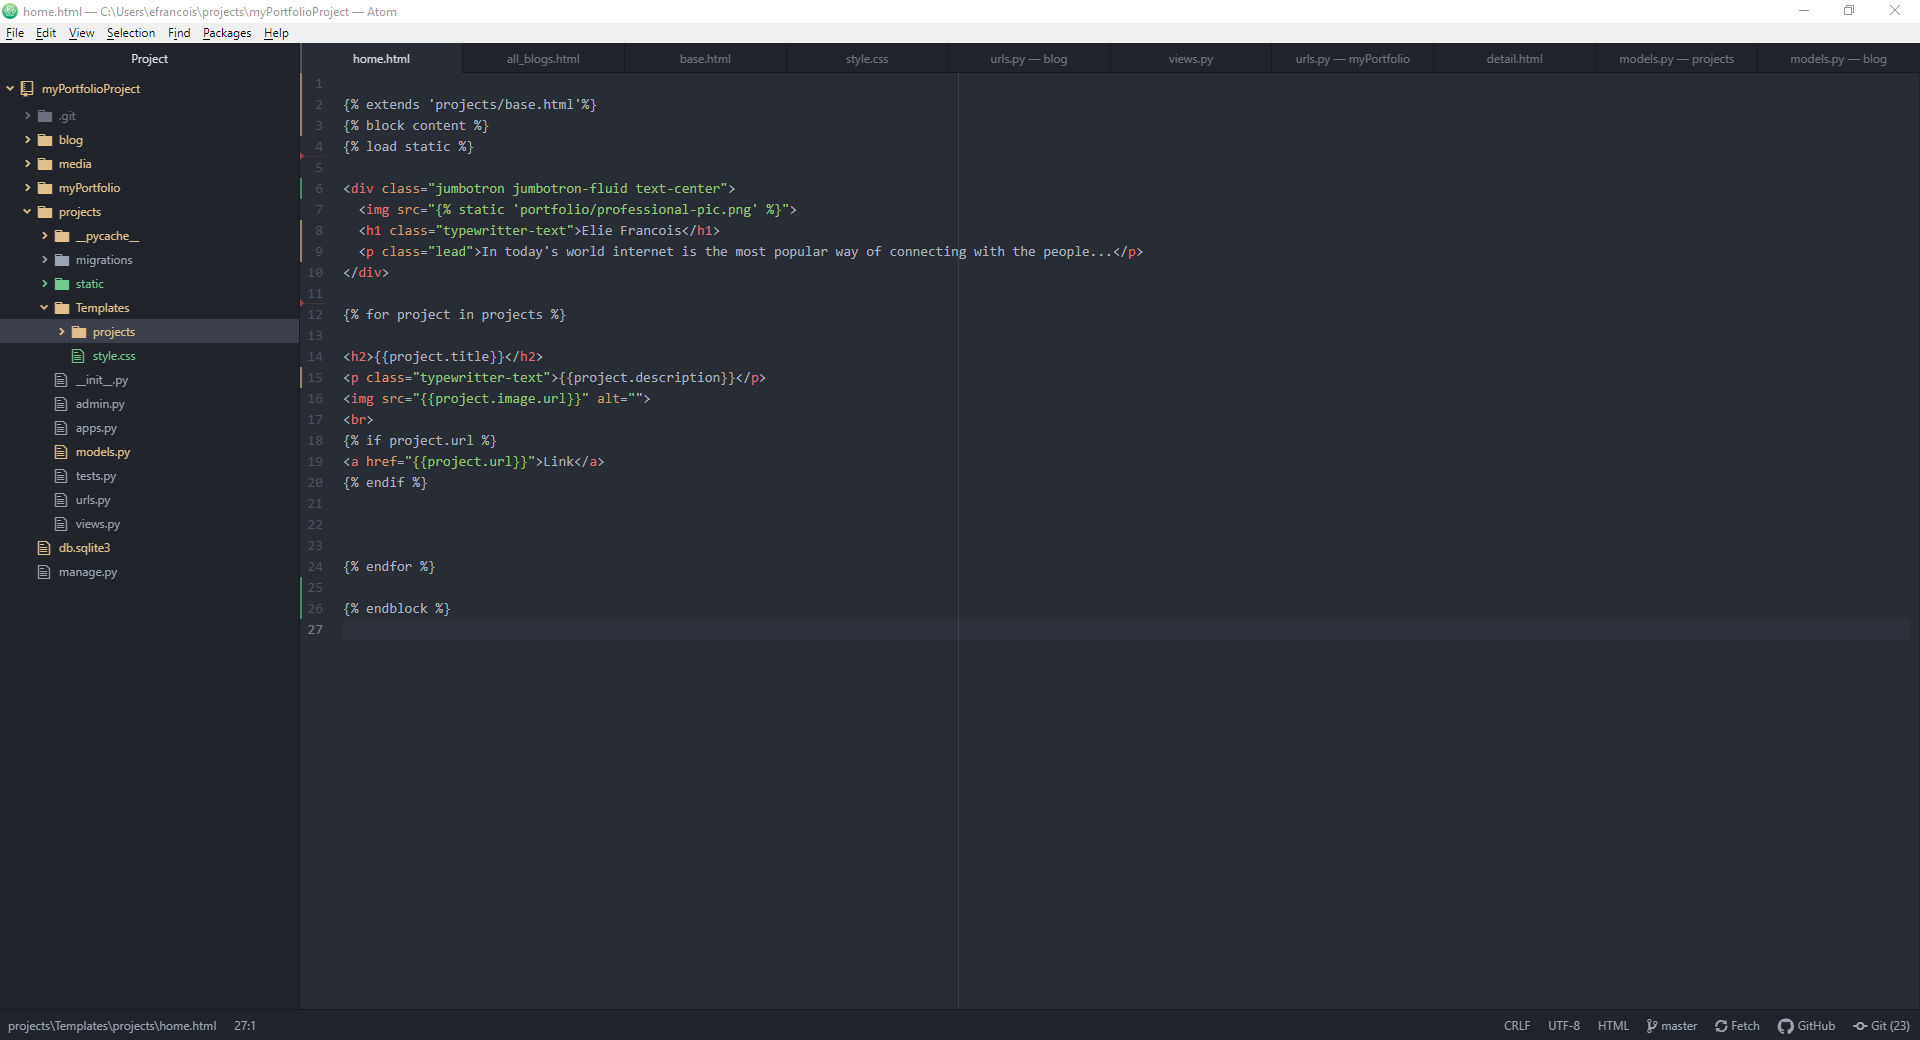 home.html — C:\Users\efrancois\projects\myPortfolioProject — Atom
File Edit View Selection Find Packages Help
Project
home.html
all_blogs.html
base.html
style.css
urls.py — blog
views.py
urls.py — myPortfolio
detail.html
models.py — projects
models.py — blog
myPortfolioProject
.git
blog
media
myPortfolio
projects
__pycache__
migrations
static
Templates
projects
style.css
__init__.py
admin.py
apps.py
models.py
tests.py
urls.py
views.py
db.sqlite3
manage.py
1
2 {% extends 'projects/base.html'%}
3 {% block content %}
4 {% load static %}
5
6 <div class="jumbotron jumbotron-fluid text-center">
7   <img src="{% static 'portfolio/professional-pic.png' %}">
8   <h1 class="typewritter-text">Elie Francois</h1>
9   <p class="lead">In today's world internet is the most popular way of connecting with the people...</p>
10 </div>
11
12 {% for project in projects %}
13
14 <h2>{{project.title}}</h2>
15 <p class="typewritter-text">{{project.description}}</p>
16 <img src="{{project.image.url}}" alt="">
17 <br>
18 {% if project.url %}
19 <a href="{{project.url}}">Link</a>
20 {% endif %}
21
22
23
24 {% endfor %}
25
26 {% endblock %}
27
projects\Templates\projects\home.html 27:1
CRLF UTF-8 HTML master Fetch GitHub Git (23)